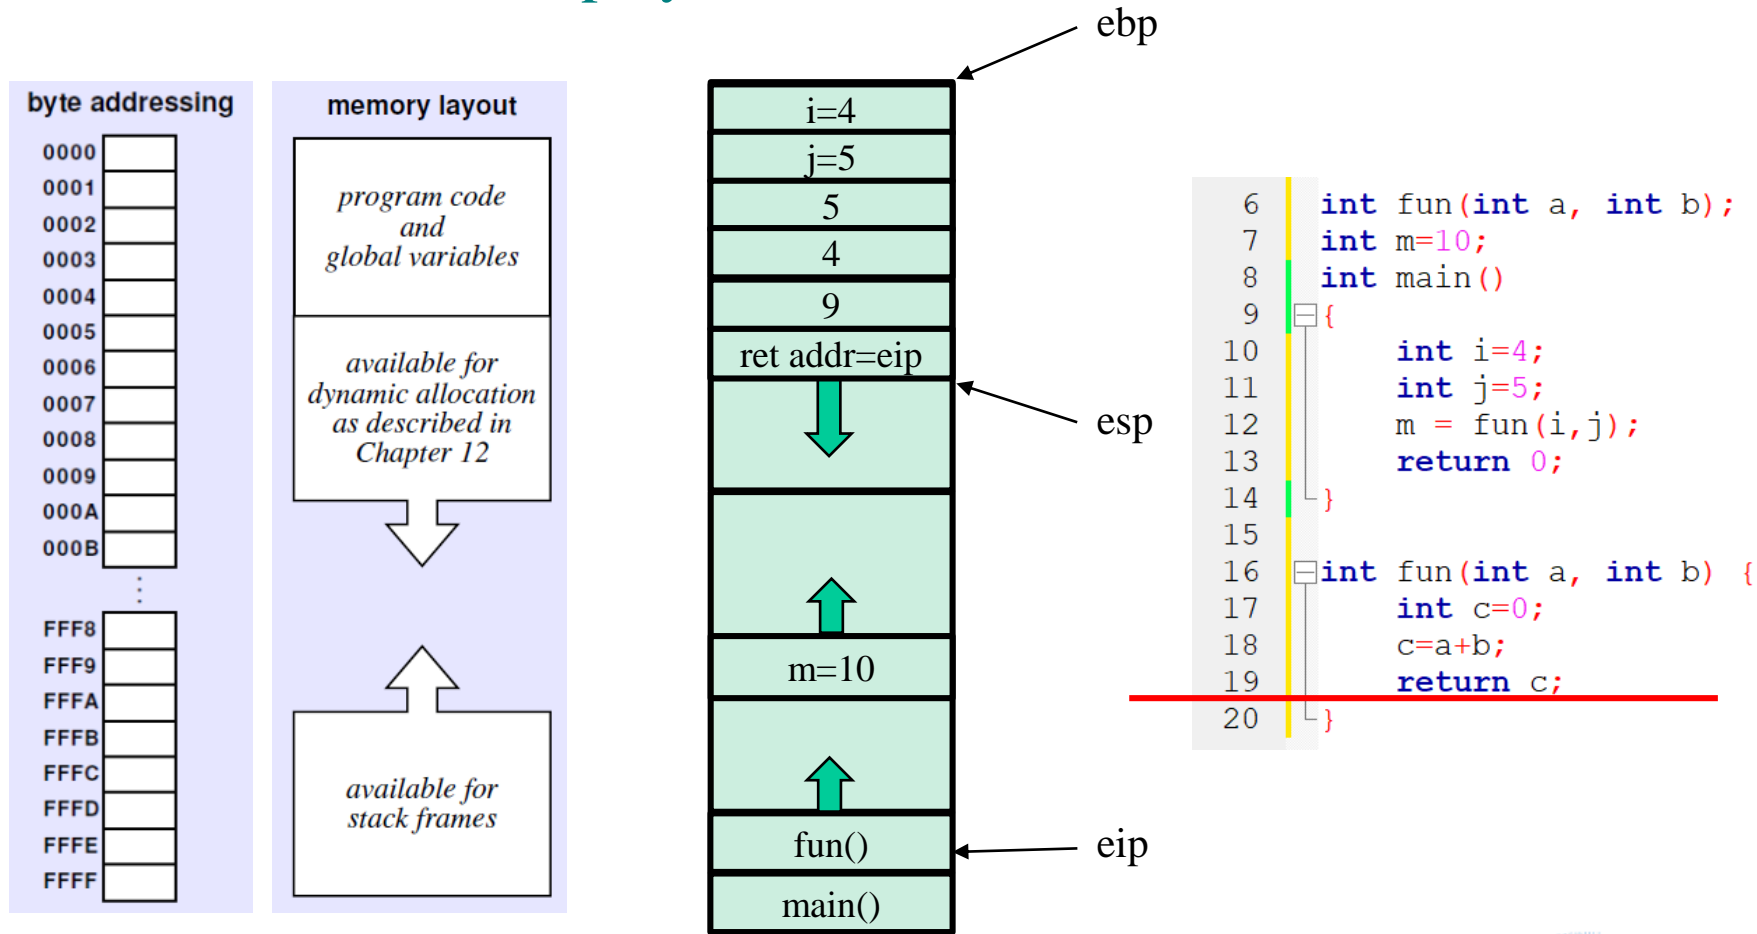 byte addressing
0000
0001
0002
0003
0004
0005
0006
0007
0008
0009
000A
000B
FFF8
FFF9
FFFA
FFFB
FFFC
FFFD
FFFE
FFFF
memory layout
program code
and
global variables
available for
dynamic allocation
as described in
Chapter 12
available for
stack frames
ebp
i=4
j=5
5
4
9
ret addr=eip
esp
m=10
fun()
eip
main()
6 int fun(int a, int b);
7 int m=10;
8 int main()
9 {
10 int i=4;
11 int j=5;
12 m = fun(i,j);
13 return 0;
14 }
15
16 int fun(int a, int b) {
17 int c=0;
18 c=a+b;
19 return c;
20 }